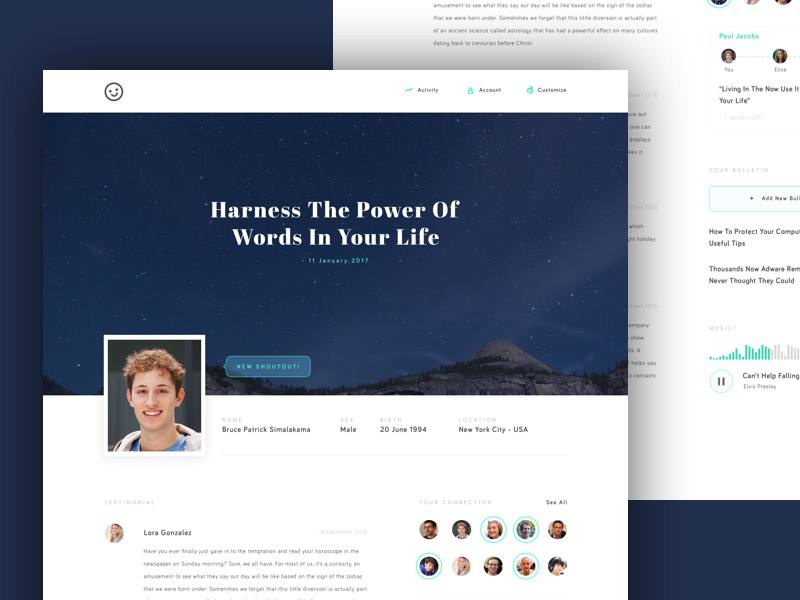 amusement to see what they say our day will be like based on the sign of the zodiac
that we were born under. Sometimes we forget that this little diversion is actually part
of an ancient science called astrology that has had a powerful effect on many cultures
dating back to centuries before Christ.
Paul Jacobs
You
Elise
"Living In The Now Use It
Your Life"
- 7 January 2017
YOUR BULLETIN
+ Add New Bull
How To Protect Your Comput
Useful Tips
Thousands Now Adware Rem
Never Thought They Could
MUSIC!
Can't Help Falling
Elvis Presley
Activity
Account
Customize
Harness The Power Of
Words In Your Life
- 11 January, 2017
NEW SHOUTOUT!
NAME
SEX
BIRTH
LOCATION
Bruce Patrick Simalakama
Male
20 June 1994
New York City - USA
TESTIMONIAL
Lora Gonzalez
18 December 2016
Have you ever finally just gave in to the temptation and read your horoscope in the
newspaper on Sunday morning? Sure, we all have. For most of us, it's a curiosity, an
amusement to see what they say our day will be like based on the sign of the zodiac
that we were born under. Sometimes we forget that this little diversion is actually part
YOUR CONNECTION
See All